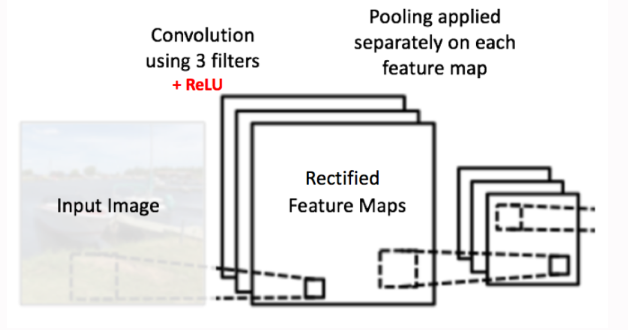 Convolution
using 3 filters
+ ReLU
Pooling applied
separately on each
feature map
Input Image
Rectified
Feature Maps